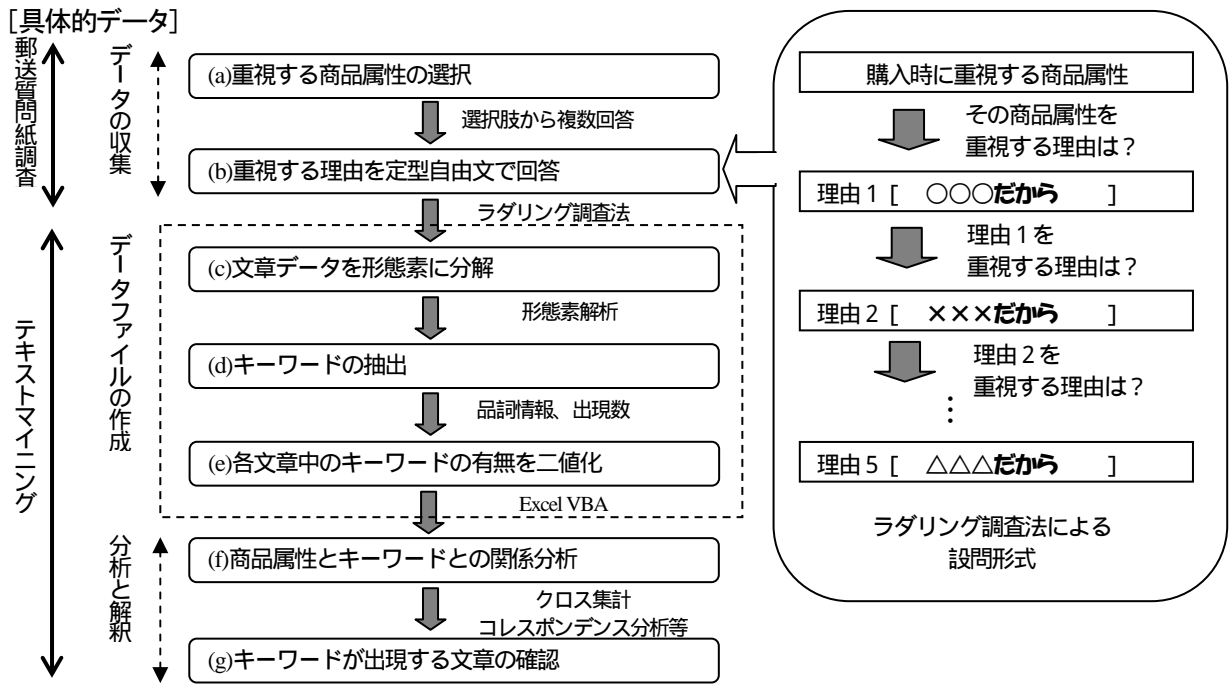 [具体的データ]
郵送質問紙調査
データの収集
(a)重視する商品属性の選択
選択肢から複数回答
(b)重視する理由を定型自由文で回答
ラダリング調査法
テキストマイニング
データファイルの作成
(c)文章データを形態素に分解
形態素解析
(d)キーワードの抽出
品詞情報、出現数
(e)各文章中のキーワードの有無を二値化
Excel VBA
分析と解釈
(f)商品属性とキーワードとの関係分析
クロス集計
コレスポンデンス分析等
(g)キーワードが出現する文章の確認
購入時に重視する商品属性
その商品属性を
重視する理由は?
理由1 [ ○○○だから ]
理由1を
重視する理由は?
理由2 [ ×××だから ]
理由2を
重視する理由は?
⋮
理由5 [ △△△だから ]
ラダリング調査法による
設問形式